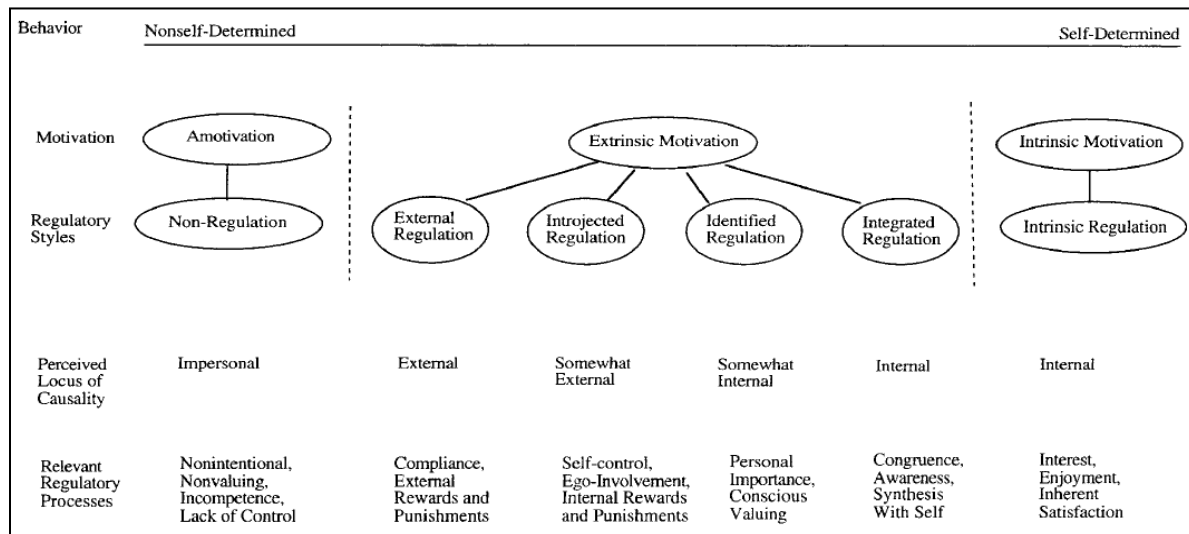 Behavior
Nonself-Determined
Self-Determined
Motivation
Amotivation
Extrinsic Motivation
Intrinsic Motivation
Regulatory
Styles
Non-Regulation
External
Regulation
Introjected
Regulation
Identified
Regulation
Integrated
Regulation
Intrinsic Regulation
Perceived
Locus of
Causality
Impersonal
External
Somewhat
External
Somewhat
Internal
Internal
Internal
Relevant
Regulatory
Processes
Nonintentional,
Nonvaluing,
Incompetence,
Lack of Control
Compliance,
External
Rewards and
Punishments
Self-control,
Ego-Involvement,
Internal Rewards
and Punishments
Personal
Importance,
Conscious
Valuing
Congruence,
Awareness,
Synthesis
With Self
Interest,
Enjoyment,
Inherent
Satisfaction